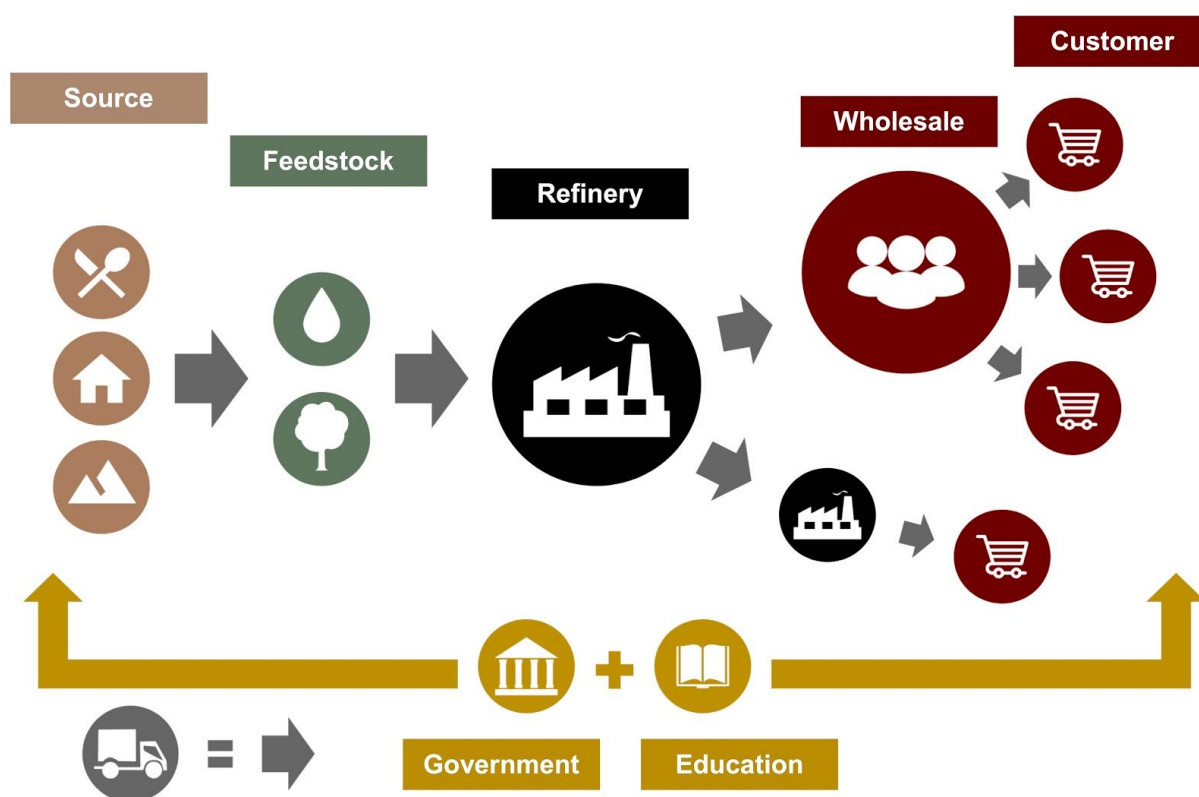 Customer
Source
Wholesale
Feedstock
Refinery
Government
Education